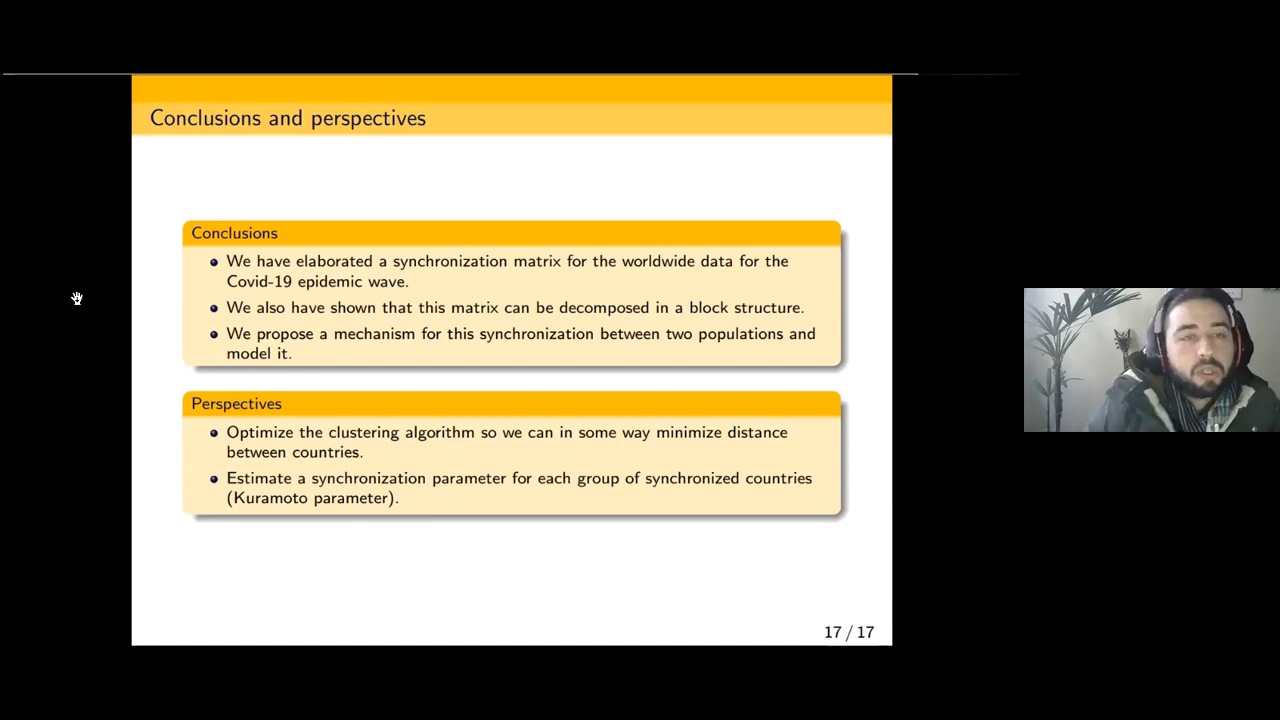 Conclusions and perspectives
Conclusions
We have elaborated a synchronization matrix for the worldwide data for the
Covid-19 epidemic wave.
We also have shown that this matrix can be decomposed in a block structure.
We propose a mechanism for this synchronization between two populations and
model it.
Perspectives
Optimize the clustering algorithm so we can in some way minimize distance
between countries.
Estimate a synchronization parameter for each group of synchronized countries
(Kuramoto parameter).
17 / 17